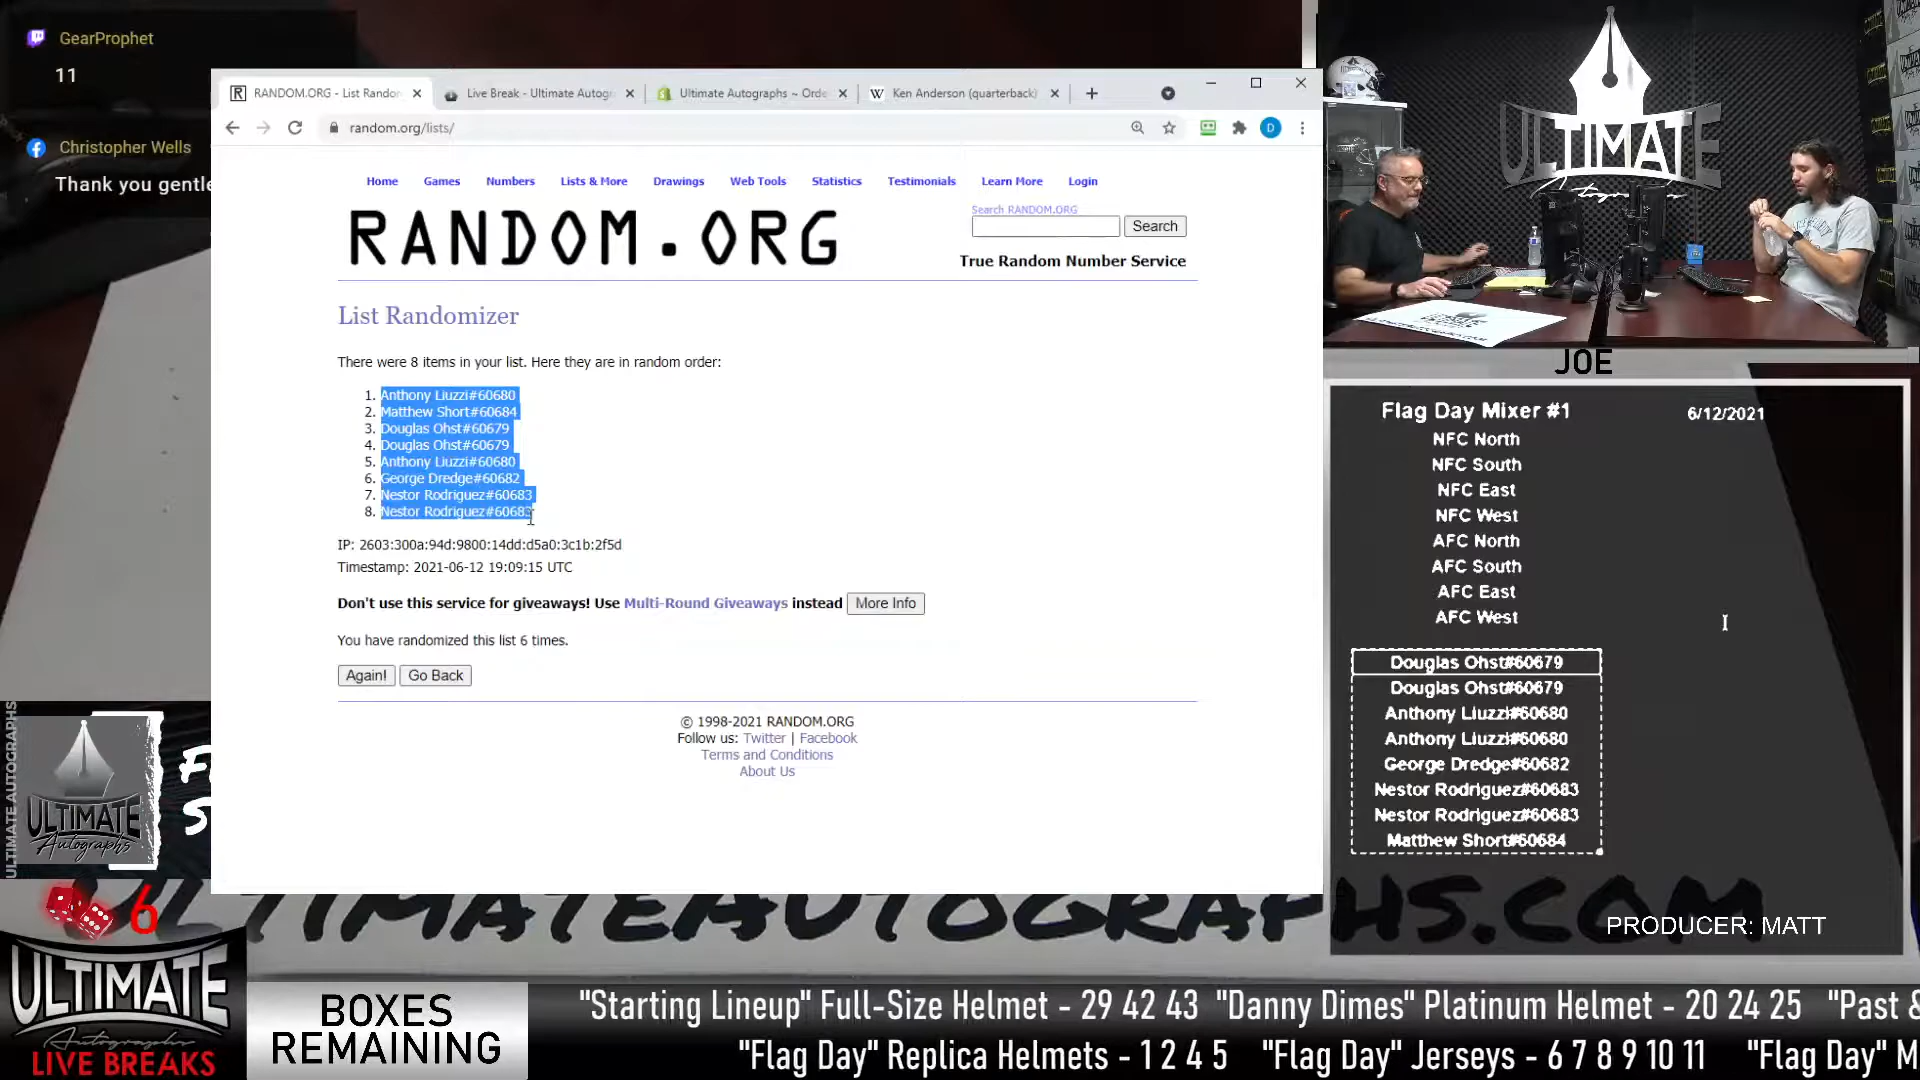 GearProphet
11
Christopher Wells
Thank you gentle
RANDOM.ORG - List Random
Live Break - Ultimate Autogr
Ultimate Autographs ~ Orde
Ken Anderson (quarterback)
random.org/lists/
D
Home Games Numbers Lists & More Drawings Web Tools Statistics Testimonials Learn More Login
RANDOM.ORG
Search RANDOM.ORG
Search
True Random Number Service
List Randomizer
There were 8 items in your list. Here they are in random order:
1. Anthony Liuzzi#60680
2. Matthew Short#60684
3. Douglas Ohst#60679
4. Douglas Ohst#60679
5. Anthony Liuzzi#60680
6. George Dredge#60682
7. Nestor Rodriguez#60683
8. Nestor Rodriguez#60683
IP: 2603:300a:94d:9800:14dd:d5a0:3c1b:2f5d
Timestamp: 2021-06-12 19:09:15 UTC
Don't use this service for giveaways! Use Multi-Round Giveaways instead More Info
You have randomized this list 6 times.
Again! Go Back
© 1998-2021 RANDOM.ORG
Follow us: Twitter | Facebook
Terms and Conditions
About Us
ULTIMATE
Autographs
JOE
Flag Day Mixer #1 6/12/2021
NFC North
NFC South
NFC East
NFC West
AFC North
AFC South
AFC East
AFC West
Douglas Ohst#60679
Douglas Ohst#60679
Anthony Liuzzi#60680
Anthony Liuzzi#60680
George Dredge#60682
Nestor Rodriguez#60683
Nestor Rodriguez#60683
Matthew Short#60684
PRODUCER: MATT
ULTIMATE AUTOGRAPHS
ULTIMATE
Autographs
6
ULTIMATEAUTOGRAPHS.COM
ULTIMATE
Autographs
LIVE BREAKS
BOXES
REMAINING
"Starting Lineup" Full-Size Helmet - 29 42 43 "Danny Dimes" Platinum Helmet - 20 24 25 "Past &
"Flag Day" Replica Helmets - 1 2 4 5 "Flag Day" Jerseys - 6 7 8 9 10 11 "Flag Day" M